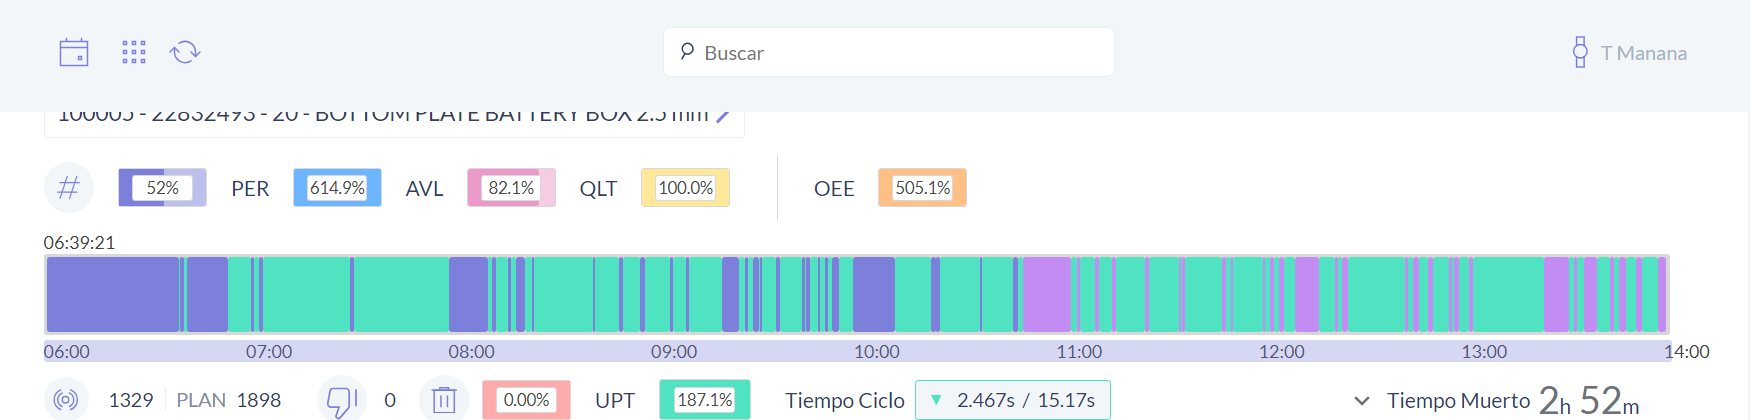 Buscar
T Manana
100005 - 22832493 - 20 - BOTTOM PLATE BATTERY BOX 2.5 mm
52% PER 614.9% AVL 82.1% QLT 100.0% OEE 505.1%
06:39:21
06:00 07:00 08:00 09:00 10:00 11:00 12:00 13:00 14:00
1329 PLAN 1898 0 0.00% UPT 187.1% Tiempo Ciclo ▼ 2.467s / 15.17s Tiempo Muerto 2h 52m